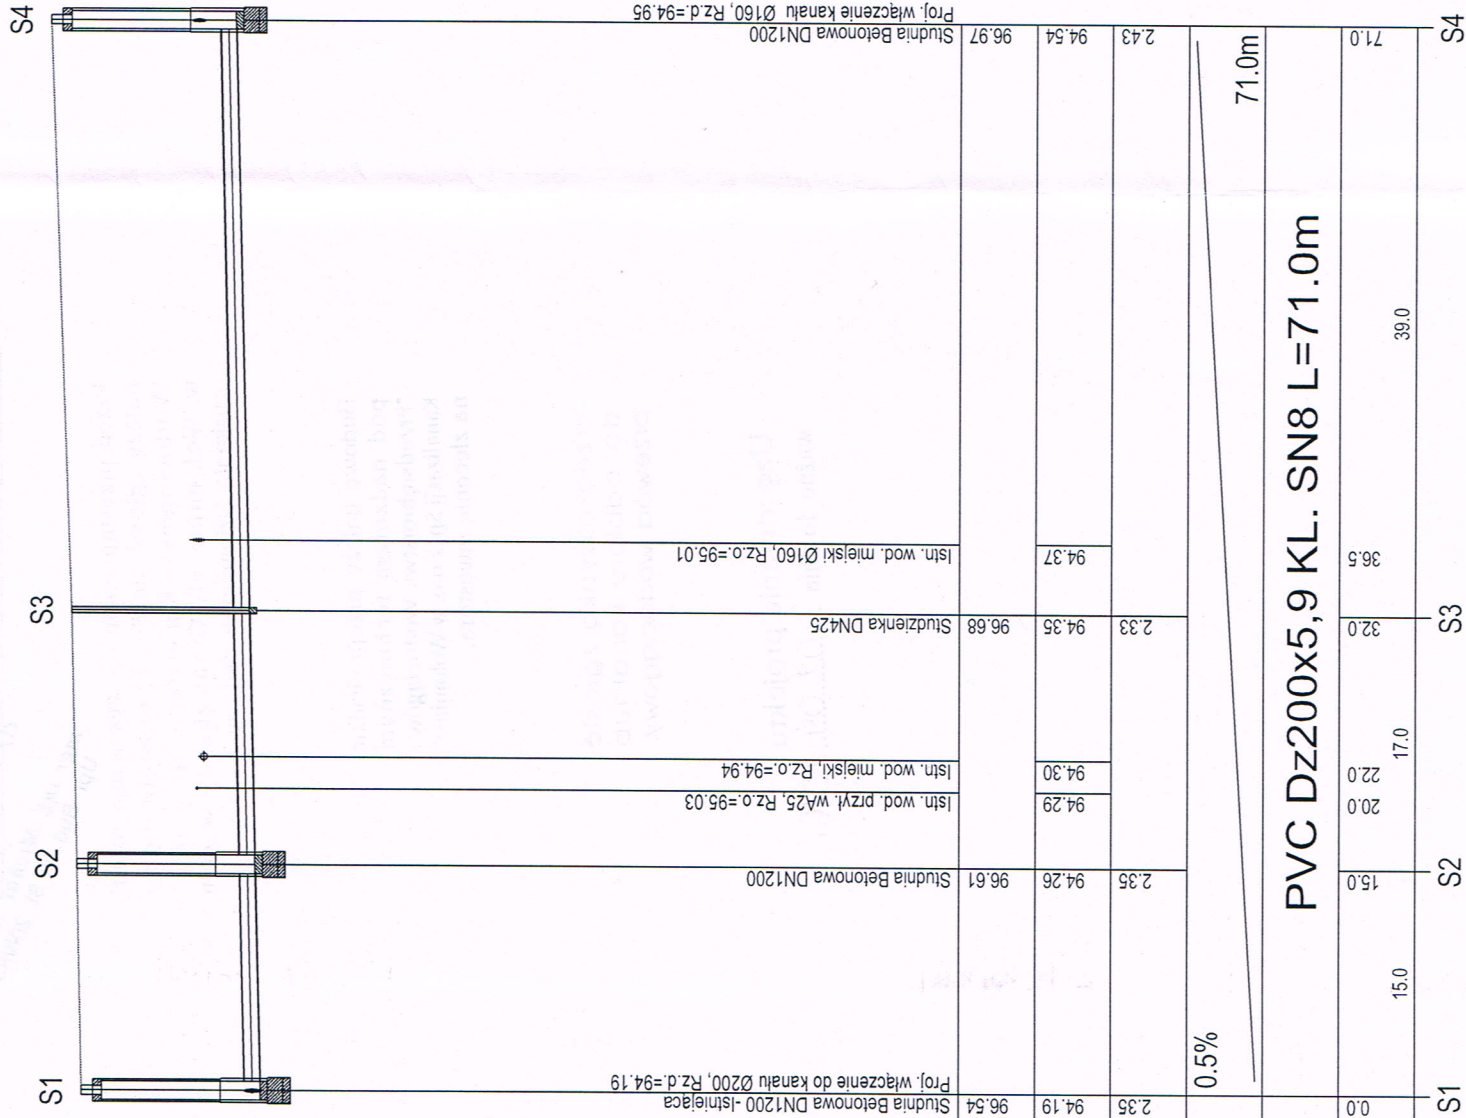 S1
S2
S3
S4
Proj. włączenie do kanału Ø200, Rz.d.=94.19
Studnia Betonowa DN1200 - Istniejąca
Studnia Betonowa DN1200
Istn. wod. przył. wA25, Rz.o.=95.03
Istn. wod. miejski, Rz.o.=94.94
Studzienka DN425
Istn. wod. miejski Ø160, Rz.o.=95.01
Proj. włączenie kanału Ø160, Rz.d.=94.95
Studnia Betonowa DN1200
96.54
96.61
96.68
96.97
94.19
94.26
94.29
94.30
94.35
94.37
94.54
2.35
2.35
2.33
2.43
0.5%
71.0m
PVC Dz200x5,9 KL. SN8 L=71.0m
0.0
15.0
20.0
22.0
32.0
36.5
71.0
15.0
17.0
39.0
S1
S2
S3
S4